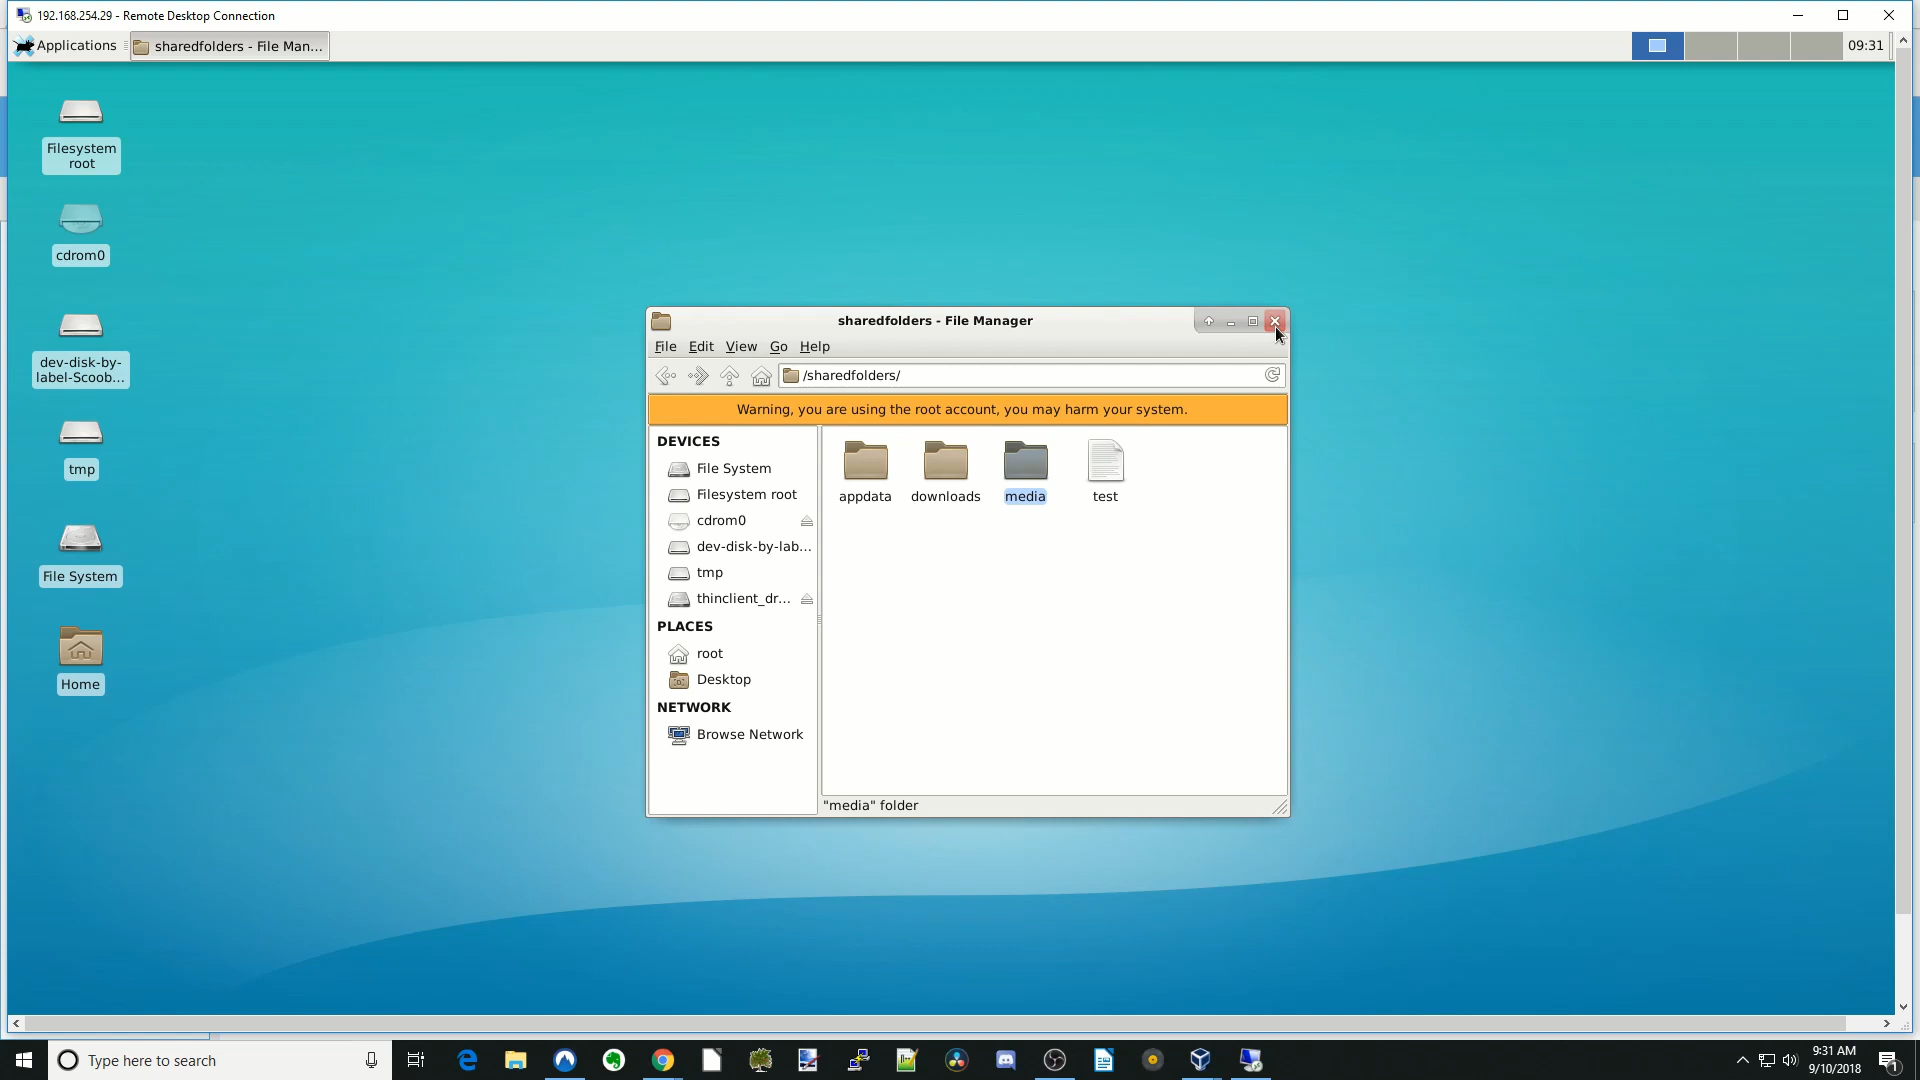 192.168.254.29 - Remote Desktop Connection
Applications
sharedfolders - File Man...
09:31
Filesystem
root
cdrom0
dev-disk-by-
label-Scoob...
tmp
File System
Home
sharedfolders - File Manager
File Edit View Go Help
/sharedfolders/
Warning, you are using the root account, you may harm your system.
DEVICES
File System
Filesystem root
cdrom0
dev-disk-by-lab...
tmp
thinclient_dr...
PLACES
root
Desktop
NETWORK
Browse Network
appdata
downloads
media
test
"media" folder
Type here to search
9:31 AM
9/10/2018
1